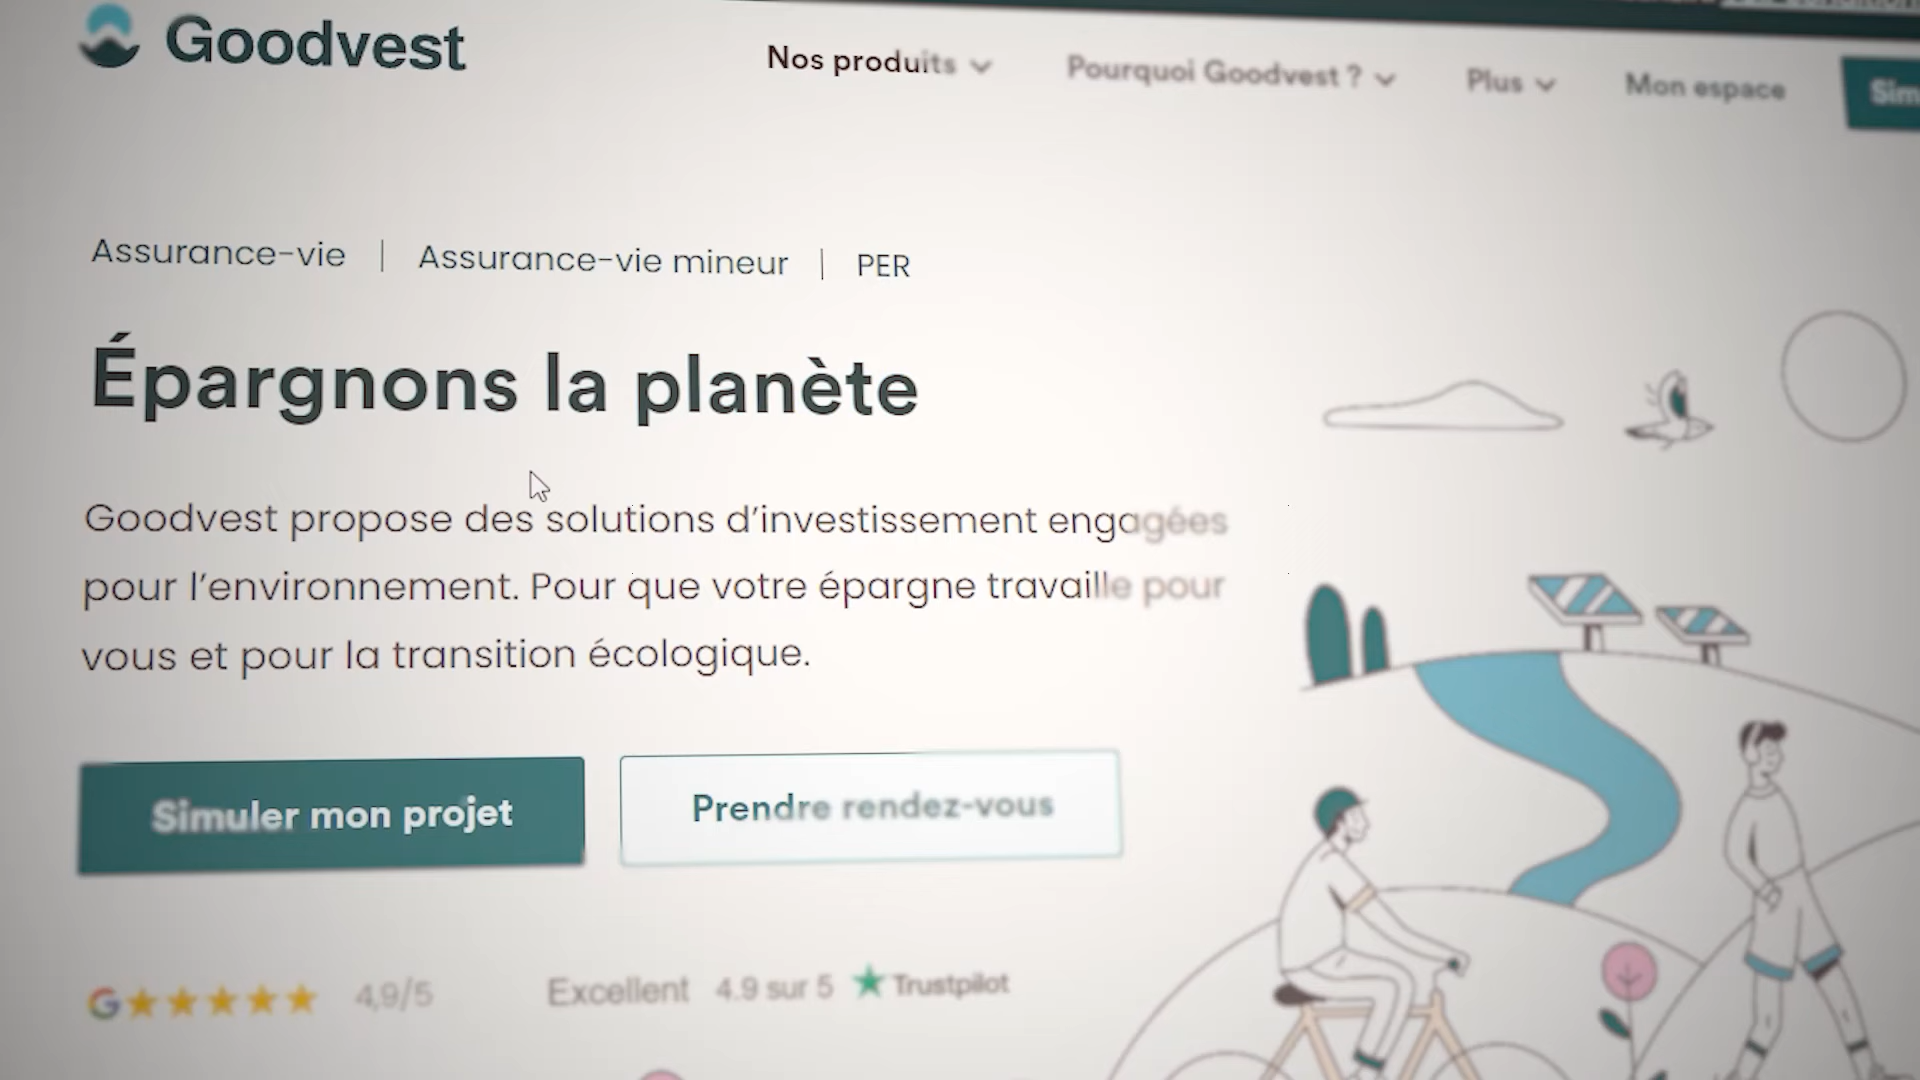 Goodvest
Nos produits
Pourquoi Goodvest ?
Plus
Mon espace
Sim
Assurance-vie | Assurance-vie mineur | PER
Épargnons la planète
Goodvest propose des solutions d’investissement engagées
pour l’environnement. Pour que votre épargne travaille pour
vous et pour la transition écologique.
Simuler mon projet
Prendre rendez-vous
4,9/5
Excellent 4.9 sur 5 Trustpilot